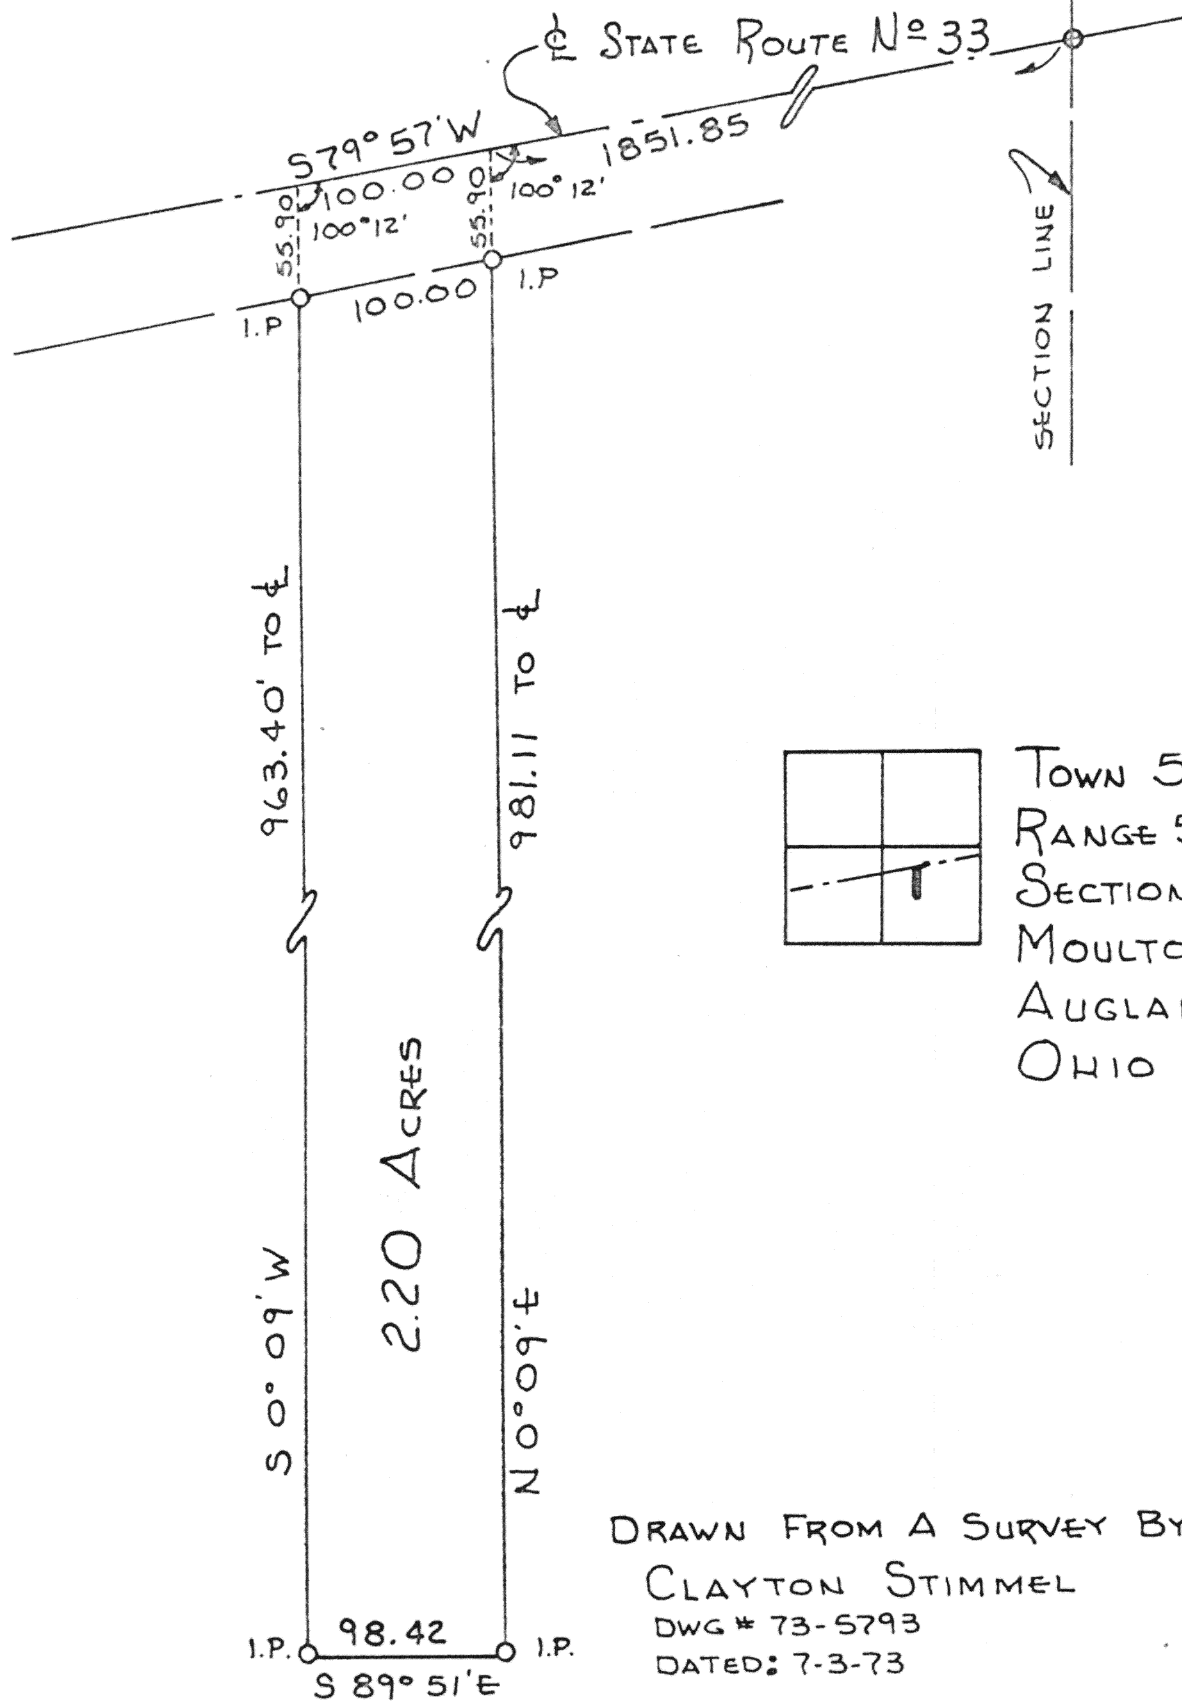 ℄ STATE ROUTE Nº 33
S 79° 57' W
1851.85
100.00
55.90
100° 12'
55.90
100° 12'
I.P
100.00
I.P
SECTION LINE
963.40' TO ℄
981.11 TO ℄
TOWN 5
RANGE 5
SECTION
MOULTO
AUGLAI
OHIO
2.20 ACRES
S 0° 09' W
N 0° 09' E
I.P. 98.42 I.P.
S 89° 51' E
DRAWN FROM A SURVEY BY
CLAYTON STIMMEL
DWG # 73-5793
DATED: 7-3-73